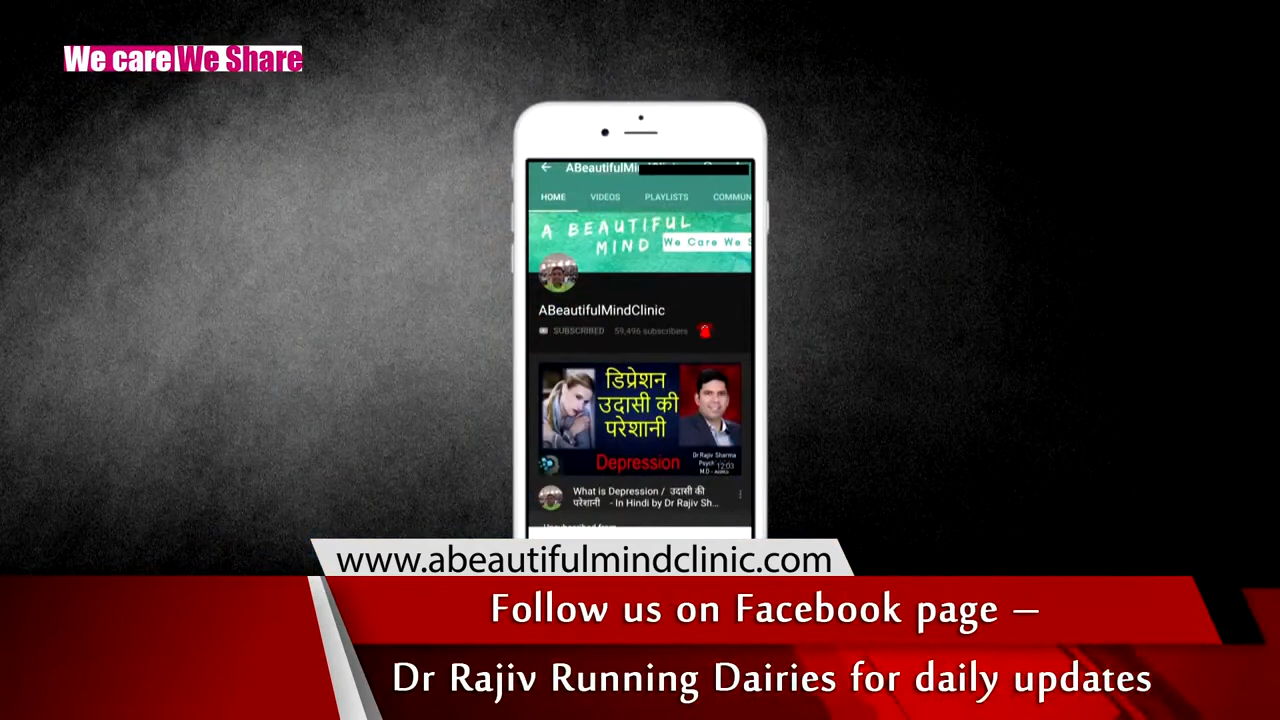 We care We Share
ABeautifulMi
HOME VIDEOS PLAYLISTS COMMUN
A BEAUTIFUL
MIND We Care We S
ABeautifulMindClinic
SUBSCRIBED 59,496 subscribers
डिप्रेशन
उदासी की
परेशानी
Depression
Dr Rajiv Sharma
12:03
What is Depression / उदासी की
परेशानी - In Hindi by Dr Rajiv Sh...
www.abeautifulmindclinic.com
Follow us on Facebook page –
Dr Rajiv Running Dairies for daily updates